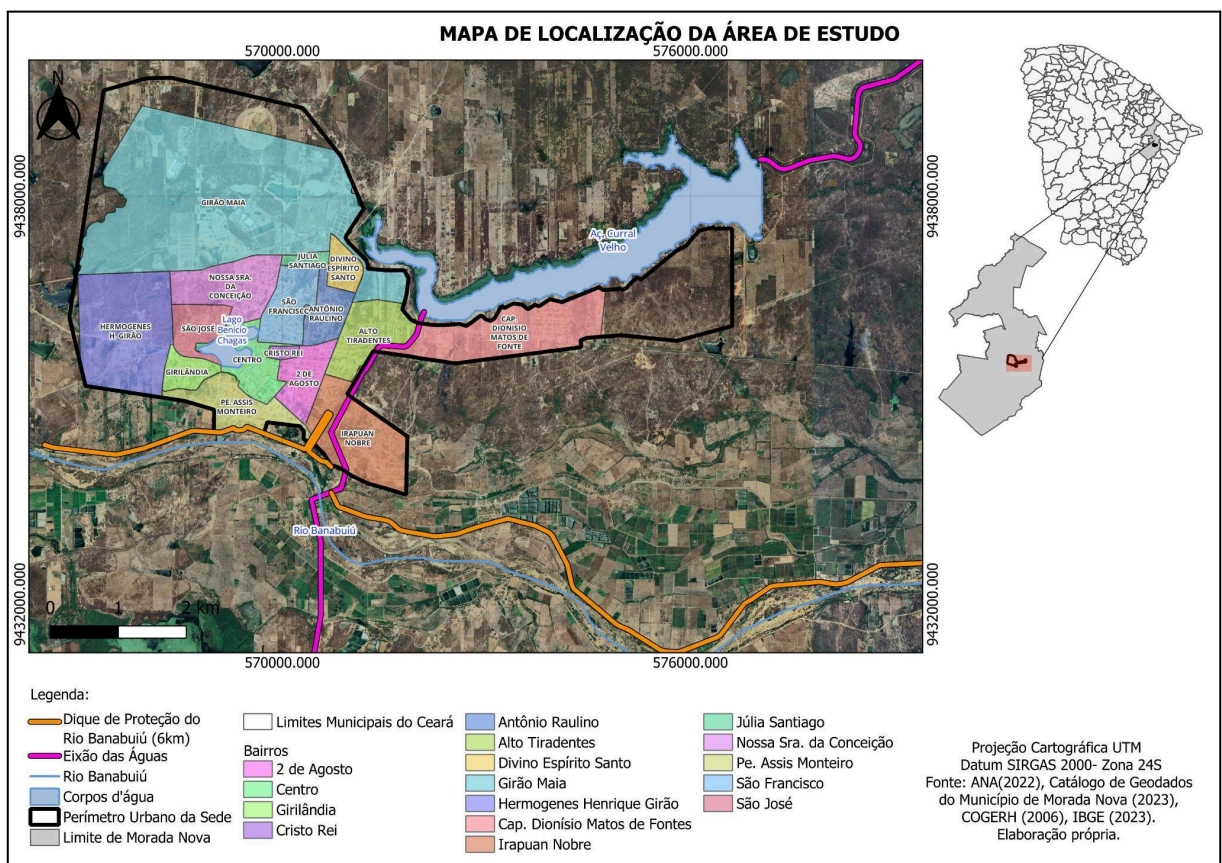 MAPA DE LOCALIZAÇÃO DA ÁREA DE ESTUDO
570000.000
576000.000
N
9438000.000
9438000.000
GIRÃO MAIA
Aç. Curral
Velho
JÚLIA
SANTIAGO
DIVINO
ESPÍRITO
SANTO
NOSSA SRA.
DA
CONCEIÇÃO
SÃO
FRANCISCO
ANTÔNIO
RAULINO
HERMOGENES
H. GIRÃO
SÃO JOSÉ
Lago
Benício
Chagas
ALTO
TIRADENTES
CAP.
DIONISIO
MATOS DE
FONTE
CENTRO
CRISTO REI
GIRILÂNDIA
2 DE
AGOSTO
PE. ASSIS
MONTEIRO
IRAPUAN
NOBRE
Rio Banabuiú
9432000.000
9432000.000
0 1 2 km
570000.000
576000.000
Legenda:
Dique de Proteção do
Rio Banabuiú (6km)
Eixão das Águas
Rio Banabuiú
Corpos d'água
Perímetro Urbano da Sede
Limite de Morada Nova
Limites Municipais do Ceará
Bairros
2 de Agosto
Centro
Girilândia
Cristo Rei
Antônio Raulino
Alto Tiradentes
Divino Espírito Santo
Girão Maia
Hermogenes Henrique Girão
Cap. Dionísio Matos de Fontes
Irapuan Nobre
Júlia Santiago
Nossa Sra. da Conceição
Pe. Assis Monteiro
São Francisco
São José
Projeção Cartográfica UTM
Datum SIRGAS 2000- Zona 24S
Fonte: ANA(2022), Catálogo de Geodados
do Município de Morada Nova (2023),
COGERH (2006), IBGE (2023).
Elaboração própria.